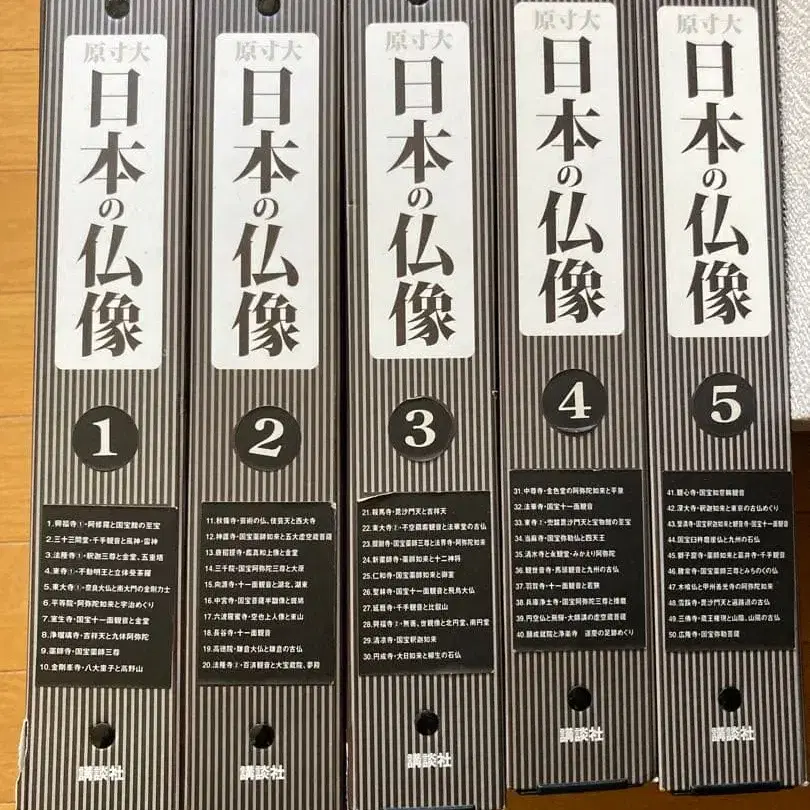 原寸大
日本の仏像
1
1.興福寺①・阿修羅と国宝館の至宝
2.三十三間堂・千手観音と風神・雷神
3.法隆寺①・釈迦三尊と金堂、五重塔
4.東寺①・不動明王と立体曼荼羅
5.東大寺①・奈良大仏と南大門の金剛力士
6.平等院・阿弥陀如来と宇治めぐり
7.室生寺・国宝十一面観音と金堂
8.浄瑠璃寺・吉祥天と九体阿弥陀
9.薬師寺・国宝薬師三尊
10.金剛峯寺・八大童子と高野山
講談社
原寸大
日本の仏像
2
11.秋篠寺・芸術の仏、伎芸天と西大寺
12.神護寺・国宝薬師如来と五大虚空蔵菩薩
13.唐招提寺・鑑真和上像と金堂
14.三千院・国宝阿弥陀三尊と大原
15.向源寺・十一面観音と湖北、湖東
16.中宮寺・国宝菩薩半跏像と斑鳩
17.六波羅蜜寺・空也上人像と東山
18.長谷寺・十一面観音
19.高徳院・鎌倉大仏と鎌倉の古仏
20.法隆寺②・百済観音と大宝蔵院、夢殿
講談社
原寸大
日本の仏像
3
21.鞍馬寺・毘沙門天と吉祥天
22.東大寺②・不空羂索観音と法華堂の古仏
23.醍醐寺・国宝薬師三尊と法界寺・阿弥陀如来
24.新薬師寺・薬師如来と十二神将
25.仁和寺・国宝薬師如来と御室
26.聖林寺・国宝十一面観音と飛鳥大仏
27.延暦寺・千手観音と比叡山
28.興福寺②・無著、世親像と北円堂、南円堂
29.清凉寺・国宝釈迦如来
30.円成寺・大日如来と柳生の石仏
講談社
原寸大
日本の仏像
4
31.中尊寺・金色堂の阿弥陀如来と平泉
32.法華寺・国宝十一面観音
33.東寺②・兜跋毘沙門天と宝物館の至宝
34.当麻寺・国宝弥勒仏と四天王
35.清水寺と永観堂・みかえり阿弥陀
36.観世音寺・馬頭観音と九州の古仏
37.羽賀寺・十一面観音と若狭
38.兵庫浄土寺・国宝阿弥陀三尊と播磨
39.円空仏と飛騨・大師講の虚空蔵菩薩
40.願成就院と浄楽寺 運慶の足跡めぐり
講談社
原寸大
日本の仏像
5
41.観心寺・国宝如意輪観音
42.深大寺・釈迦如来と東京の古仏めぐり
43.室生寺・国宝釈迦如来と観音寺・国宝十一面観音
44.国宝臼杵磨崖仏と九州の石仏
45.獅子窟寺・薬師如来と葛井寺・千手観音
46.勝常寺・国宝薬師三尊とみちのくの仏
47.木喰仏と甲州善光寺の阿弥陀如来
48.雪蹊寺・毘沙門天と遍路道の古仏
49.三佛寺・蔵王権現と山陰、山陽の古仏
50.広隆寺・国宝弥勒菩薩
講談社